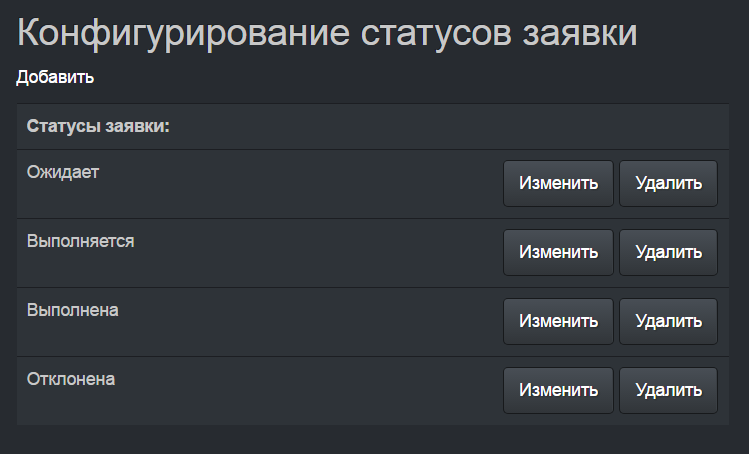 Конфигурирование статусов заявки
Добавить
Статусы заявки:
Ожидает Изменить Удалить
Выполняется Изменить Удалить
Выполнена Изменить Удалить
Отклонена Изменить Удалить